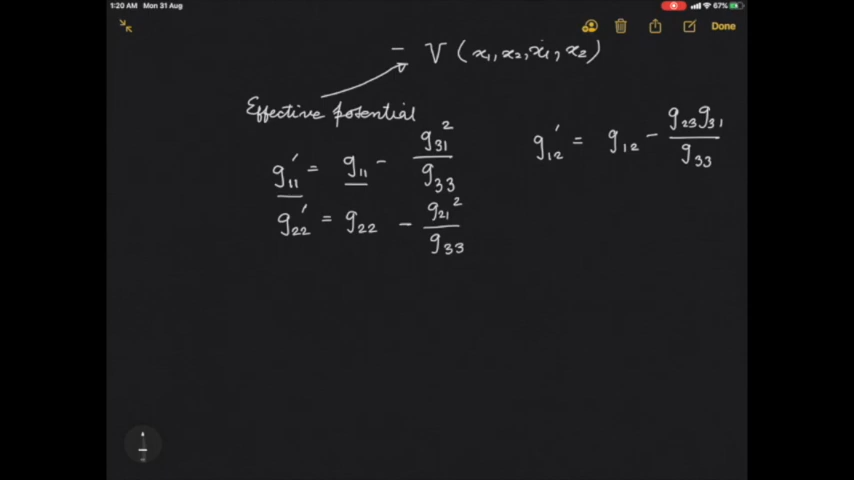 1:20 AM Mon 31 Aug 67%
Done
− V (x₁, x₂, ẋ₁, ẋ₂)
Effective potential
g₁₁′ = g₁₁ − g₃₁² / g₃₃
g₁₂′ = g₁₂ − g₂₃g₃₁ / g₃₃
g₂₂′ = g₂₂ − g₂₁² / g₃₃